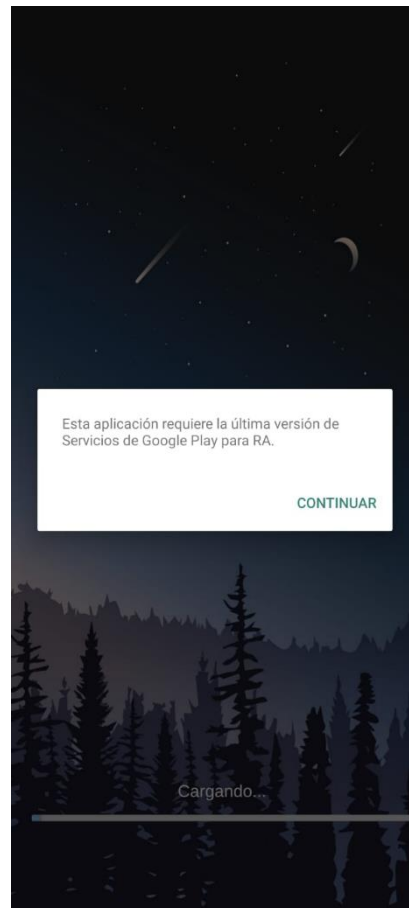 Esta aplicación requiere la última versión de
Servicios de Google Play para RA.
CONTINUAR
Cargando...